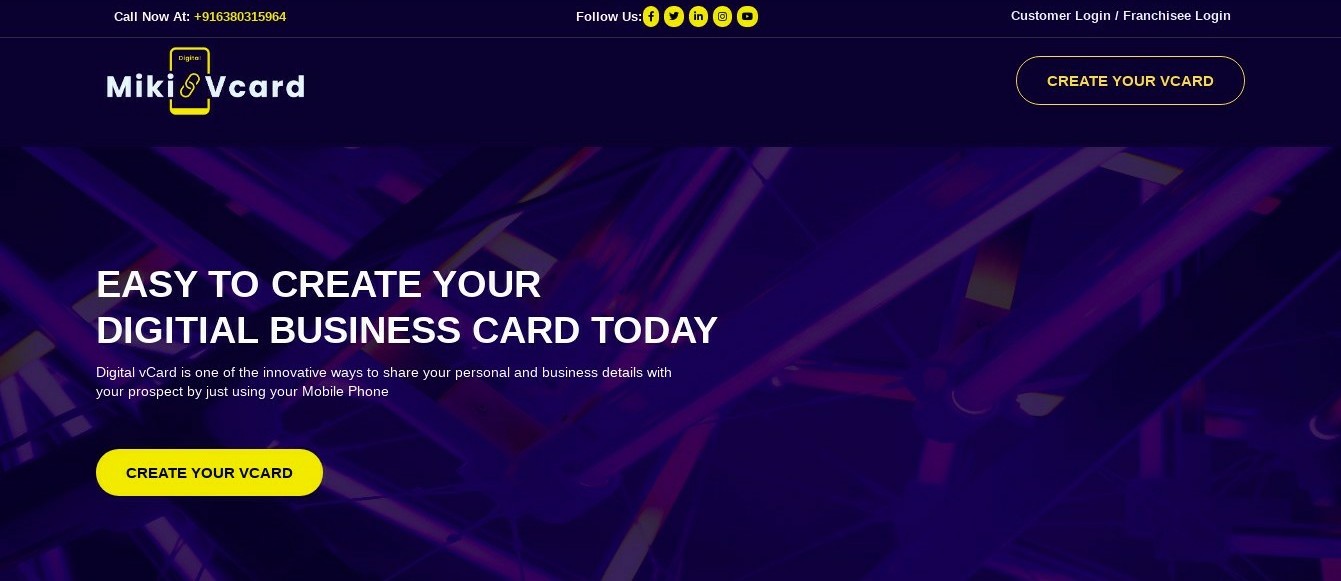 Call Now At: +916380315964
Follow Us:
Customer Login / Franchisee Login
Digital
Miki Vcard
CREATE YOUR VCARD
EASY TO CREATE YOUR
DIGITIAL BUSINESS CARD TODAY
Digital vCard is one of the innovative ways to share your personal and business details with
your prospect by just using your Mobile Phone
CREATE YOUR VCARD